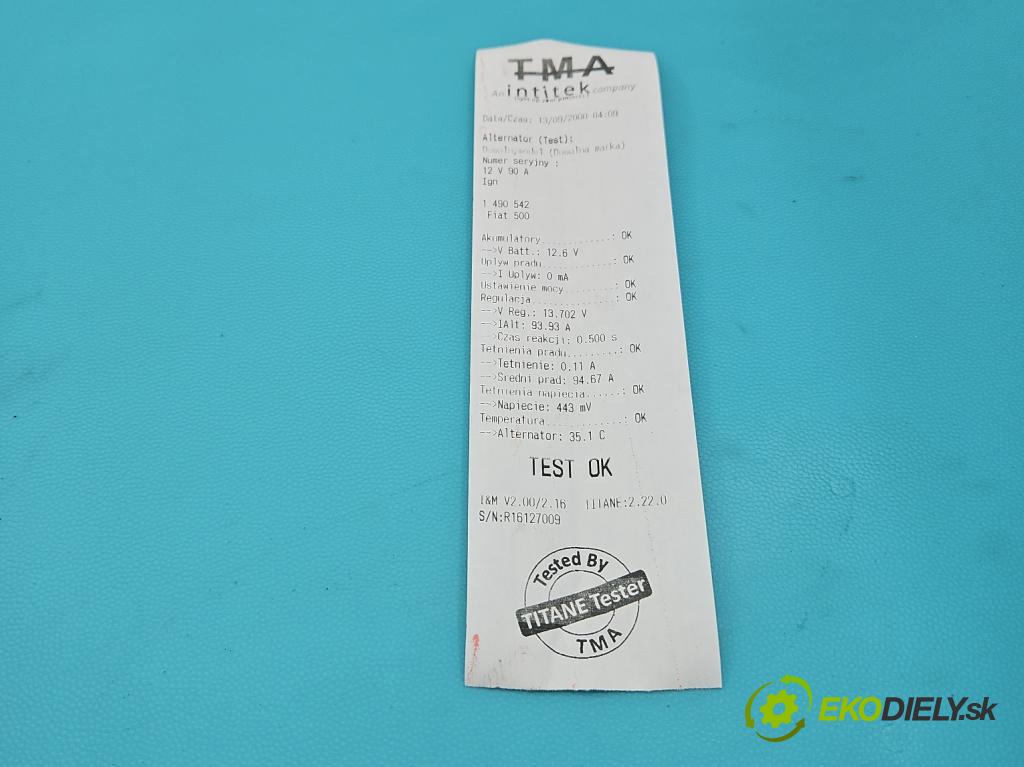 TMA
An intitek company
Data/Czas: 13/09/2000 04:09
Alternator (Test):
(Dowolna marka)
Numer seryjny :
12 V 90 A
Ign
1 490 542
Fiat 500
Akumulatory..........: OK
-->V Batt.: 12.6 V
Uplyw pradu..........: OK
-->I Uplyw: 0 mA
Ustawienie mocy.......: OK
Regulacja............: OK
-->V Reg.: 13.702 V
-->IAlt: 93.93 A
-->Czas reakcji: 0.500 s
Tetnienia pradu.........: OK
-->Tetnienie: 0.11 A
-->Sredni prad: 94.67 A
Tetnienia napiecia......: OK
-->Napiecie: 443 mV
Temperatura............: OK
-->Alternator: 35.1 C
TEST OK
I&M V2.00/2.16 TITANE:2.22.0
S/N:R16127009
Tested By
TITANE Tester
TMA
EKODIELY.sk